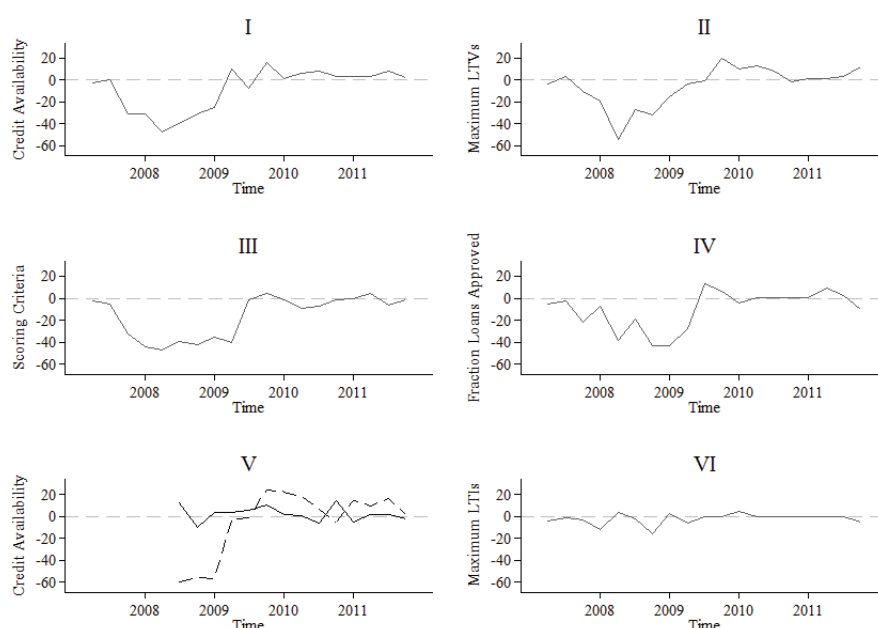 I
Credit Availability
20
0
-20
-40
-60
2008 2009 2010 2011
Time
II
Maximum LTVs
20
0
-20
-40
-60
2008 2009 2010 2011
Time
III
Scoring Criteria
20
0
-20
-40
-60
2008 2009 2010 2011
Time
IV
Fraction Loans Approved
20
0
-20
-40
-60
2008 2009 2010 2011
Time
V
Credit Availability
20
0
-20
-40
-60
2008 2009 2010 2011
Time
VI
Maximum LTIs
20
0
-20
-40
-60
2008 2009 2010 2011
Time